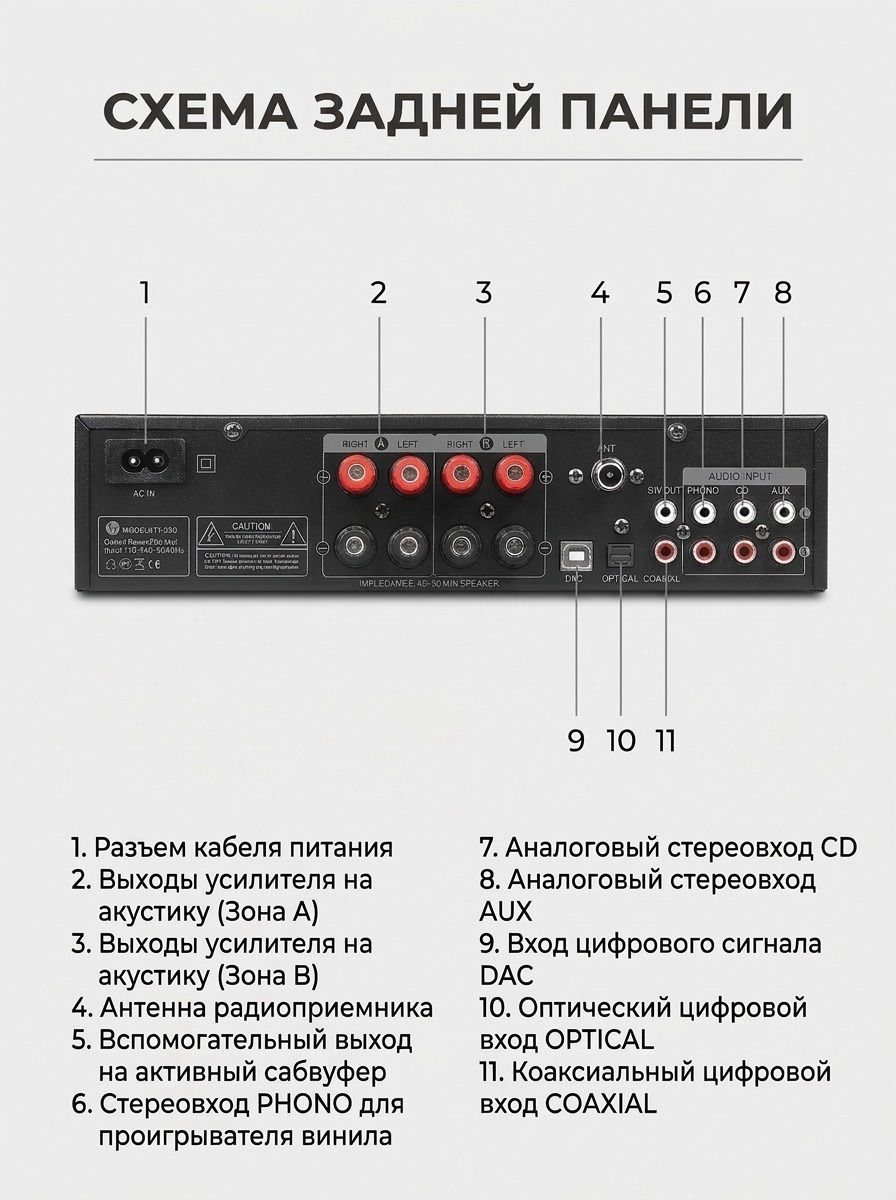 СХЕМА ЗАДНЕЙ ПАНЕЛИ
1 2 3 4 5 6 7 8
RIGHT A LEFT RIGHT B LEFT
ANT
AUDIO INPUT
PHONO CD AUX
AC IN
CAUTION
DAC OPTICAL COAXIAL
SPEAKER
9 10 11
1. Разъем кабеля питания
2. Выходы усилителя на
акустику (Зона A)
3. Выходы усилителя на
акустику (Зона B)
4. Антенна радиоприемника
5. Вспомогательный выход
на активный сабвуфер
6. Стереовход PHONO для
проигрывателя винила
7. Аналоговый стереовход CD
8. Аналоговый стереовход
AUX
9. Вход цифрового сигнала
DAC
10. Оптический цифровой
вход OPTICAL
11. Коаксиальный цифровой
вход COAXIAL